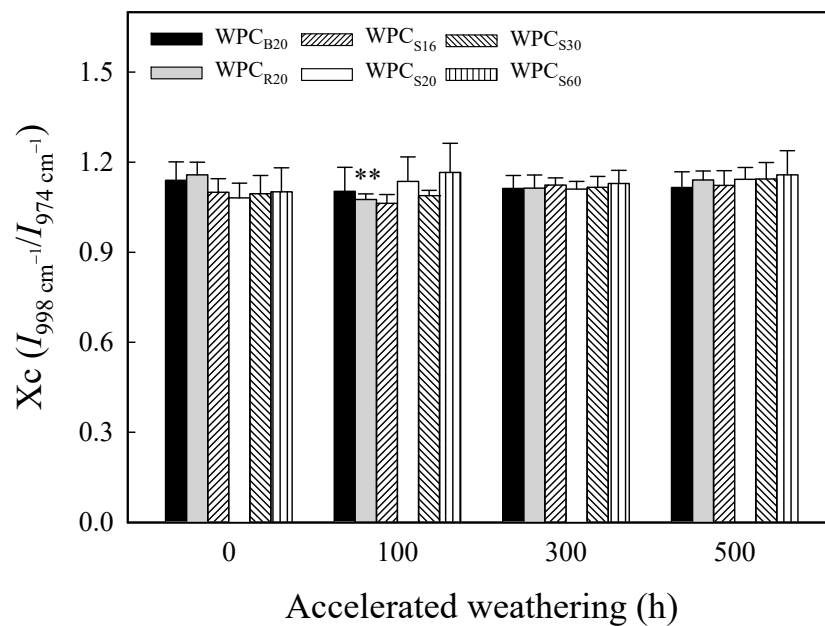 WPC_B20 WPC_S16 WPC_S30
WPC_R20 WPC_S20 WPC_S60
1.5
1.2
0.9
0.6
0.3
0.0
**
0 100 300 500
Xc (I_998 cm⁻¹/I_974 cm⁻¹)
Accelerated weathering (h)